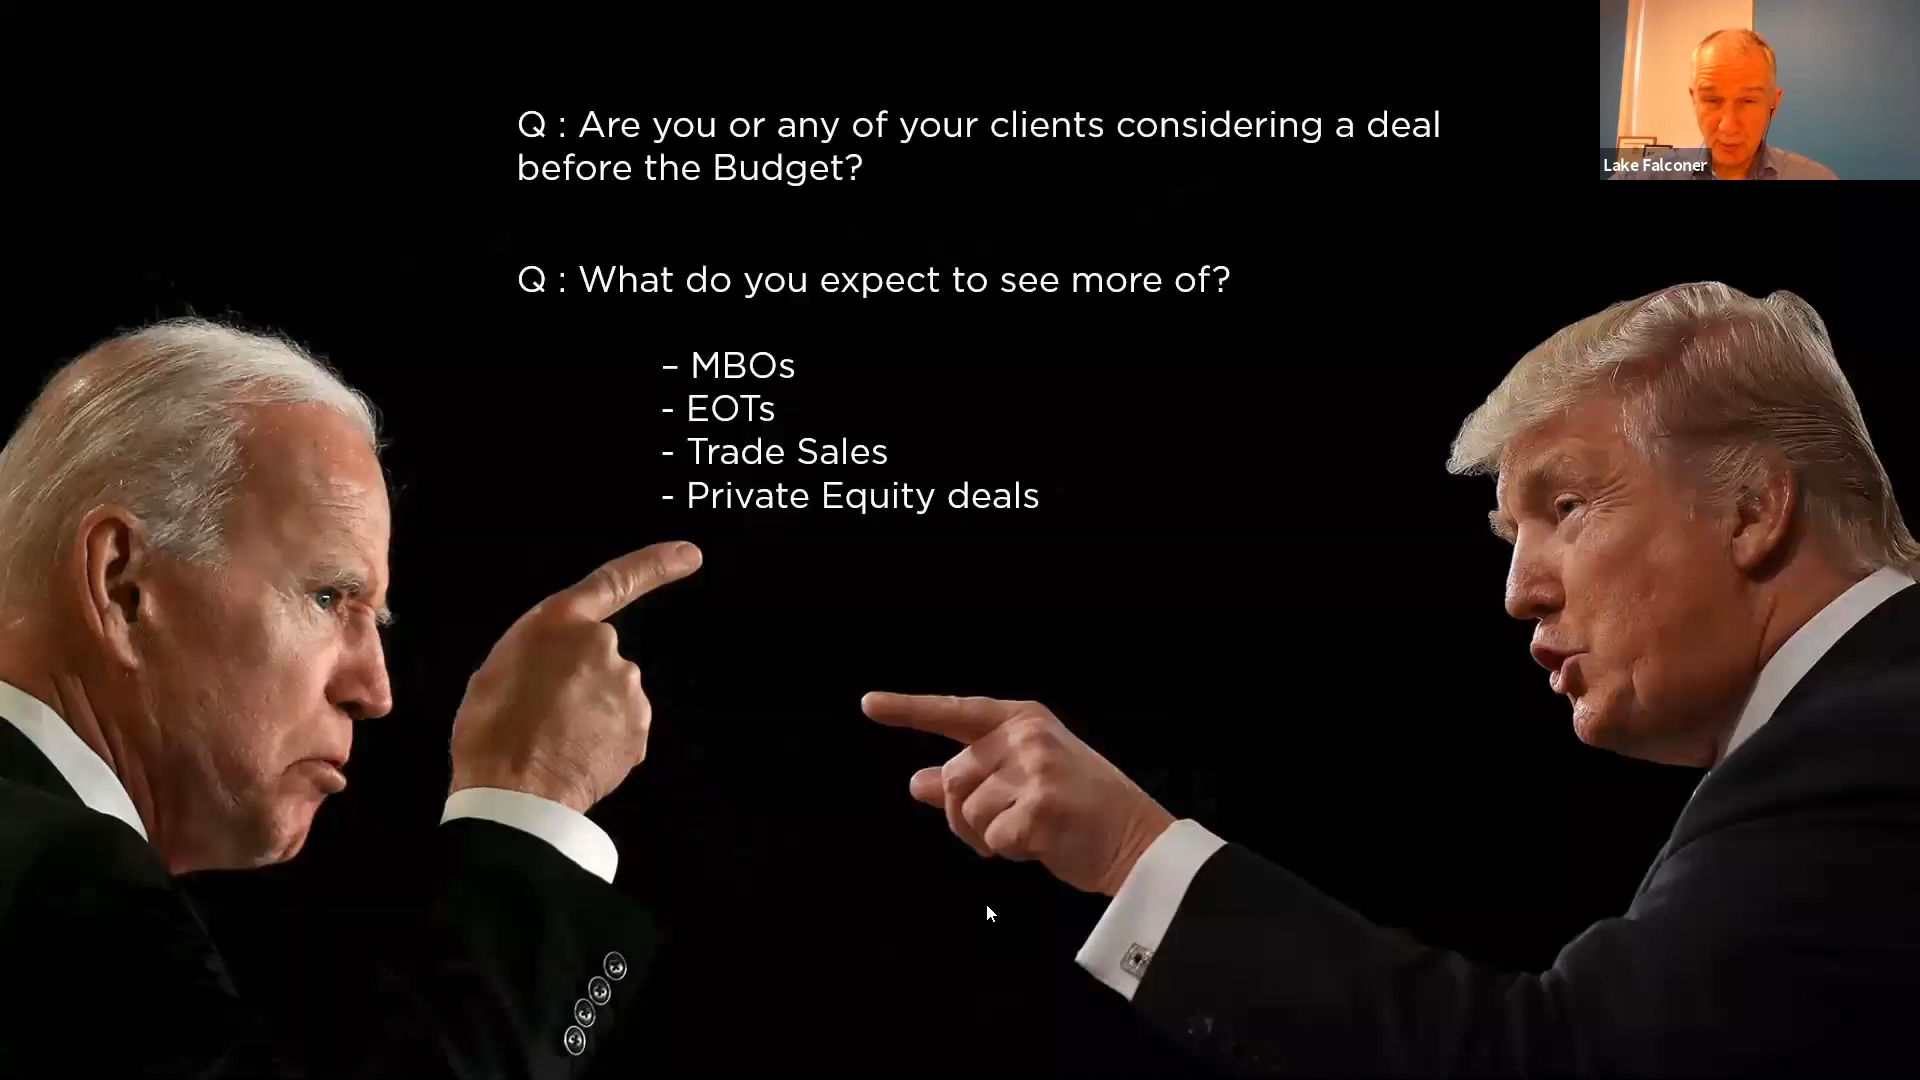 Q : Are you or any of your clients considering a deal
before the Budget?
Q : What do you expect to see more of?
– MBOs
- EOTs
- Trade Sales
- Private Equity deals
Lake Falconer